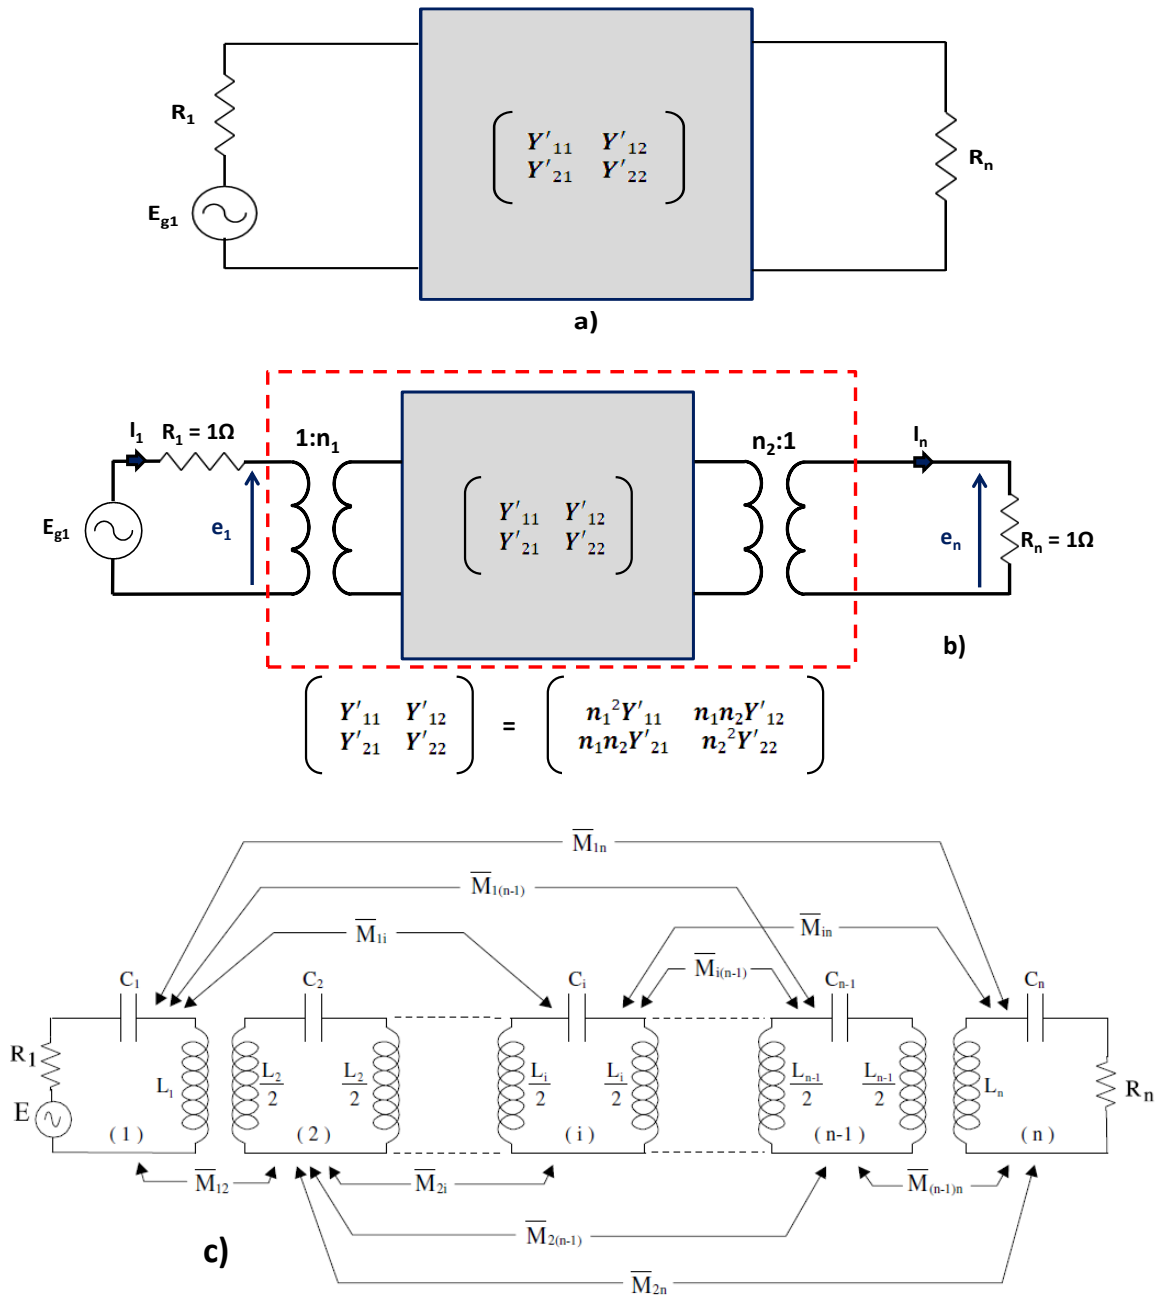 R1
Eg1
Y′11 Y′12
Y′21 Y′22
Rn
a)
I1 R1 = 1Ω 1:n1 n2:1 In
Eg1 e1
Y′11 Y′12
Y′21 Y′22
en Rn = 1Ω
b)
Y′11 Y′12 = n1²Y′11 n1n2Y′12
Y′21 Y′22 n1n2Y′21 n2²Y′22
M1n
M1(n-1)
M1i Min
Mi(n-1)
C1 C2 Ci Cn-1 Cn
R1 L1 L2/2 L2/2 Li/2 Li/2 Ln-1/2 Ln-1/2 Ln Rn
E
(1) (2) (i) (n-1) (n)
M12 M2i M(n-1)n
M2(n-1)
c)
M2n